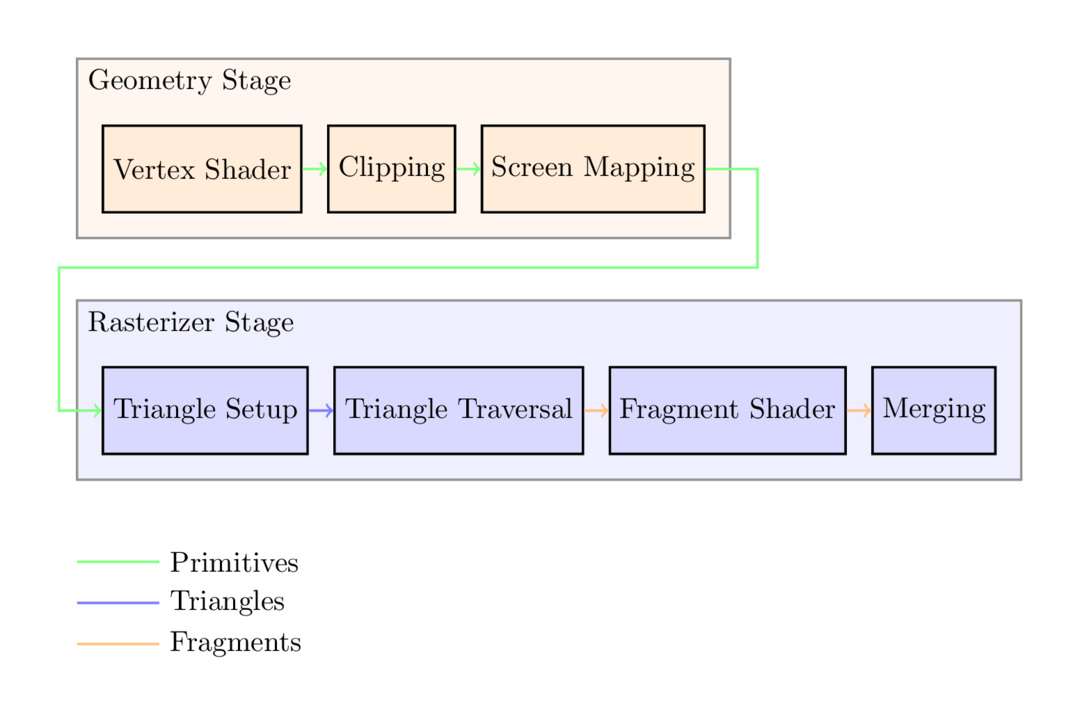 Geometry Stage
Vertex Shader
Clipping
Screen Mapping
Rasterizer Stage
Triangle Setup
Triangle Traversal
Fragment Shader
Merging
Primitives
Triangles
Fragments